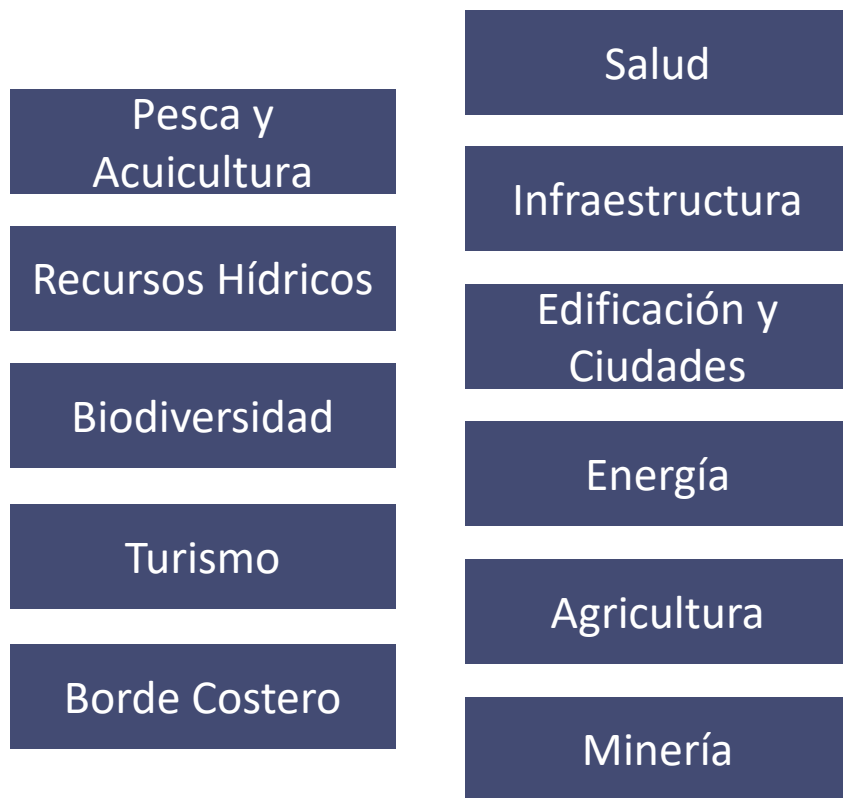 Pesca y
Acuicultura
Recursos Hídricos
Biodiversidad
Turismo
Borde Costero
Salud
Infraestructura
Edificación y
Ciudades
Energía
Agricultura
Minería